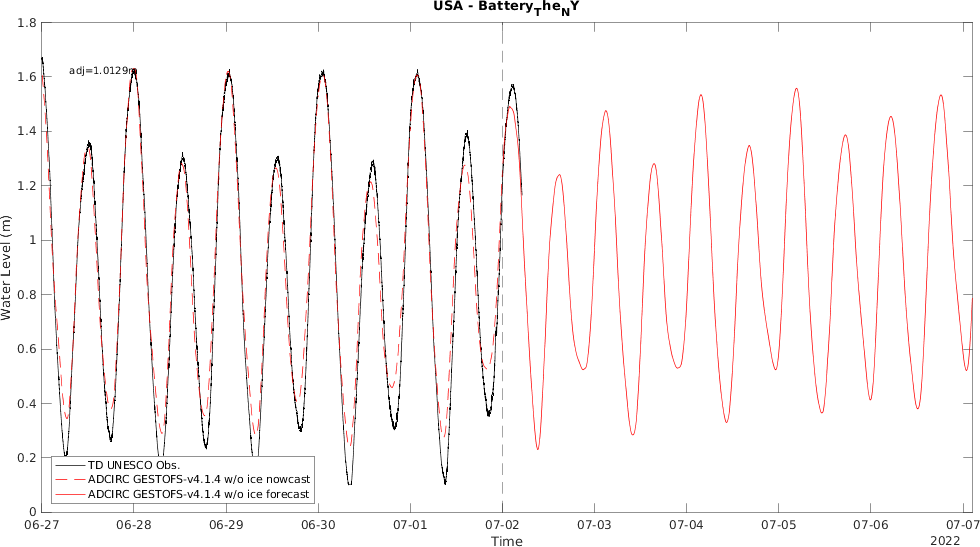 USA - BatteryTheNY
1.8
1.6
1.4
1.2
1
0.8
0.6
0.4
0.2
0
Water Level (m)
adj=1.0129m
TD UNESCO Obs.
ADCIRC GESTOFS-v4.1.4 w/o ice nowcast
ADCIRC GESTOFS-v4.1.4 w/o ice forecast
06-27 06-28 06-29 06-30 07-01 07-02 07-03 07-04 07-05 07-06 07-07
Time
2022